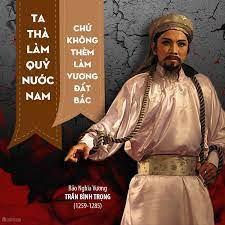 TA
THÀ
LÀM
QUỶ
NƯỚC
NAM
CHỨ
KHÔNG
THÈM
LÀM
VƯƠNG
ĐẤT
BẮC
Bảo Nghĩa Vương
TRẦN BÌNH TRỌNG
(1259-1285)